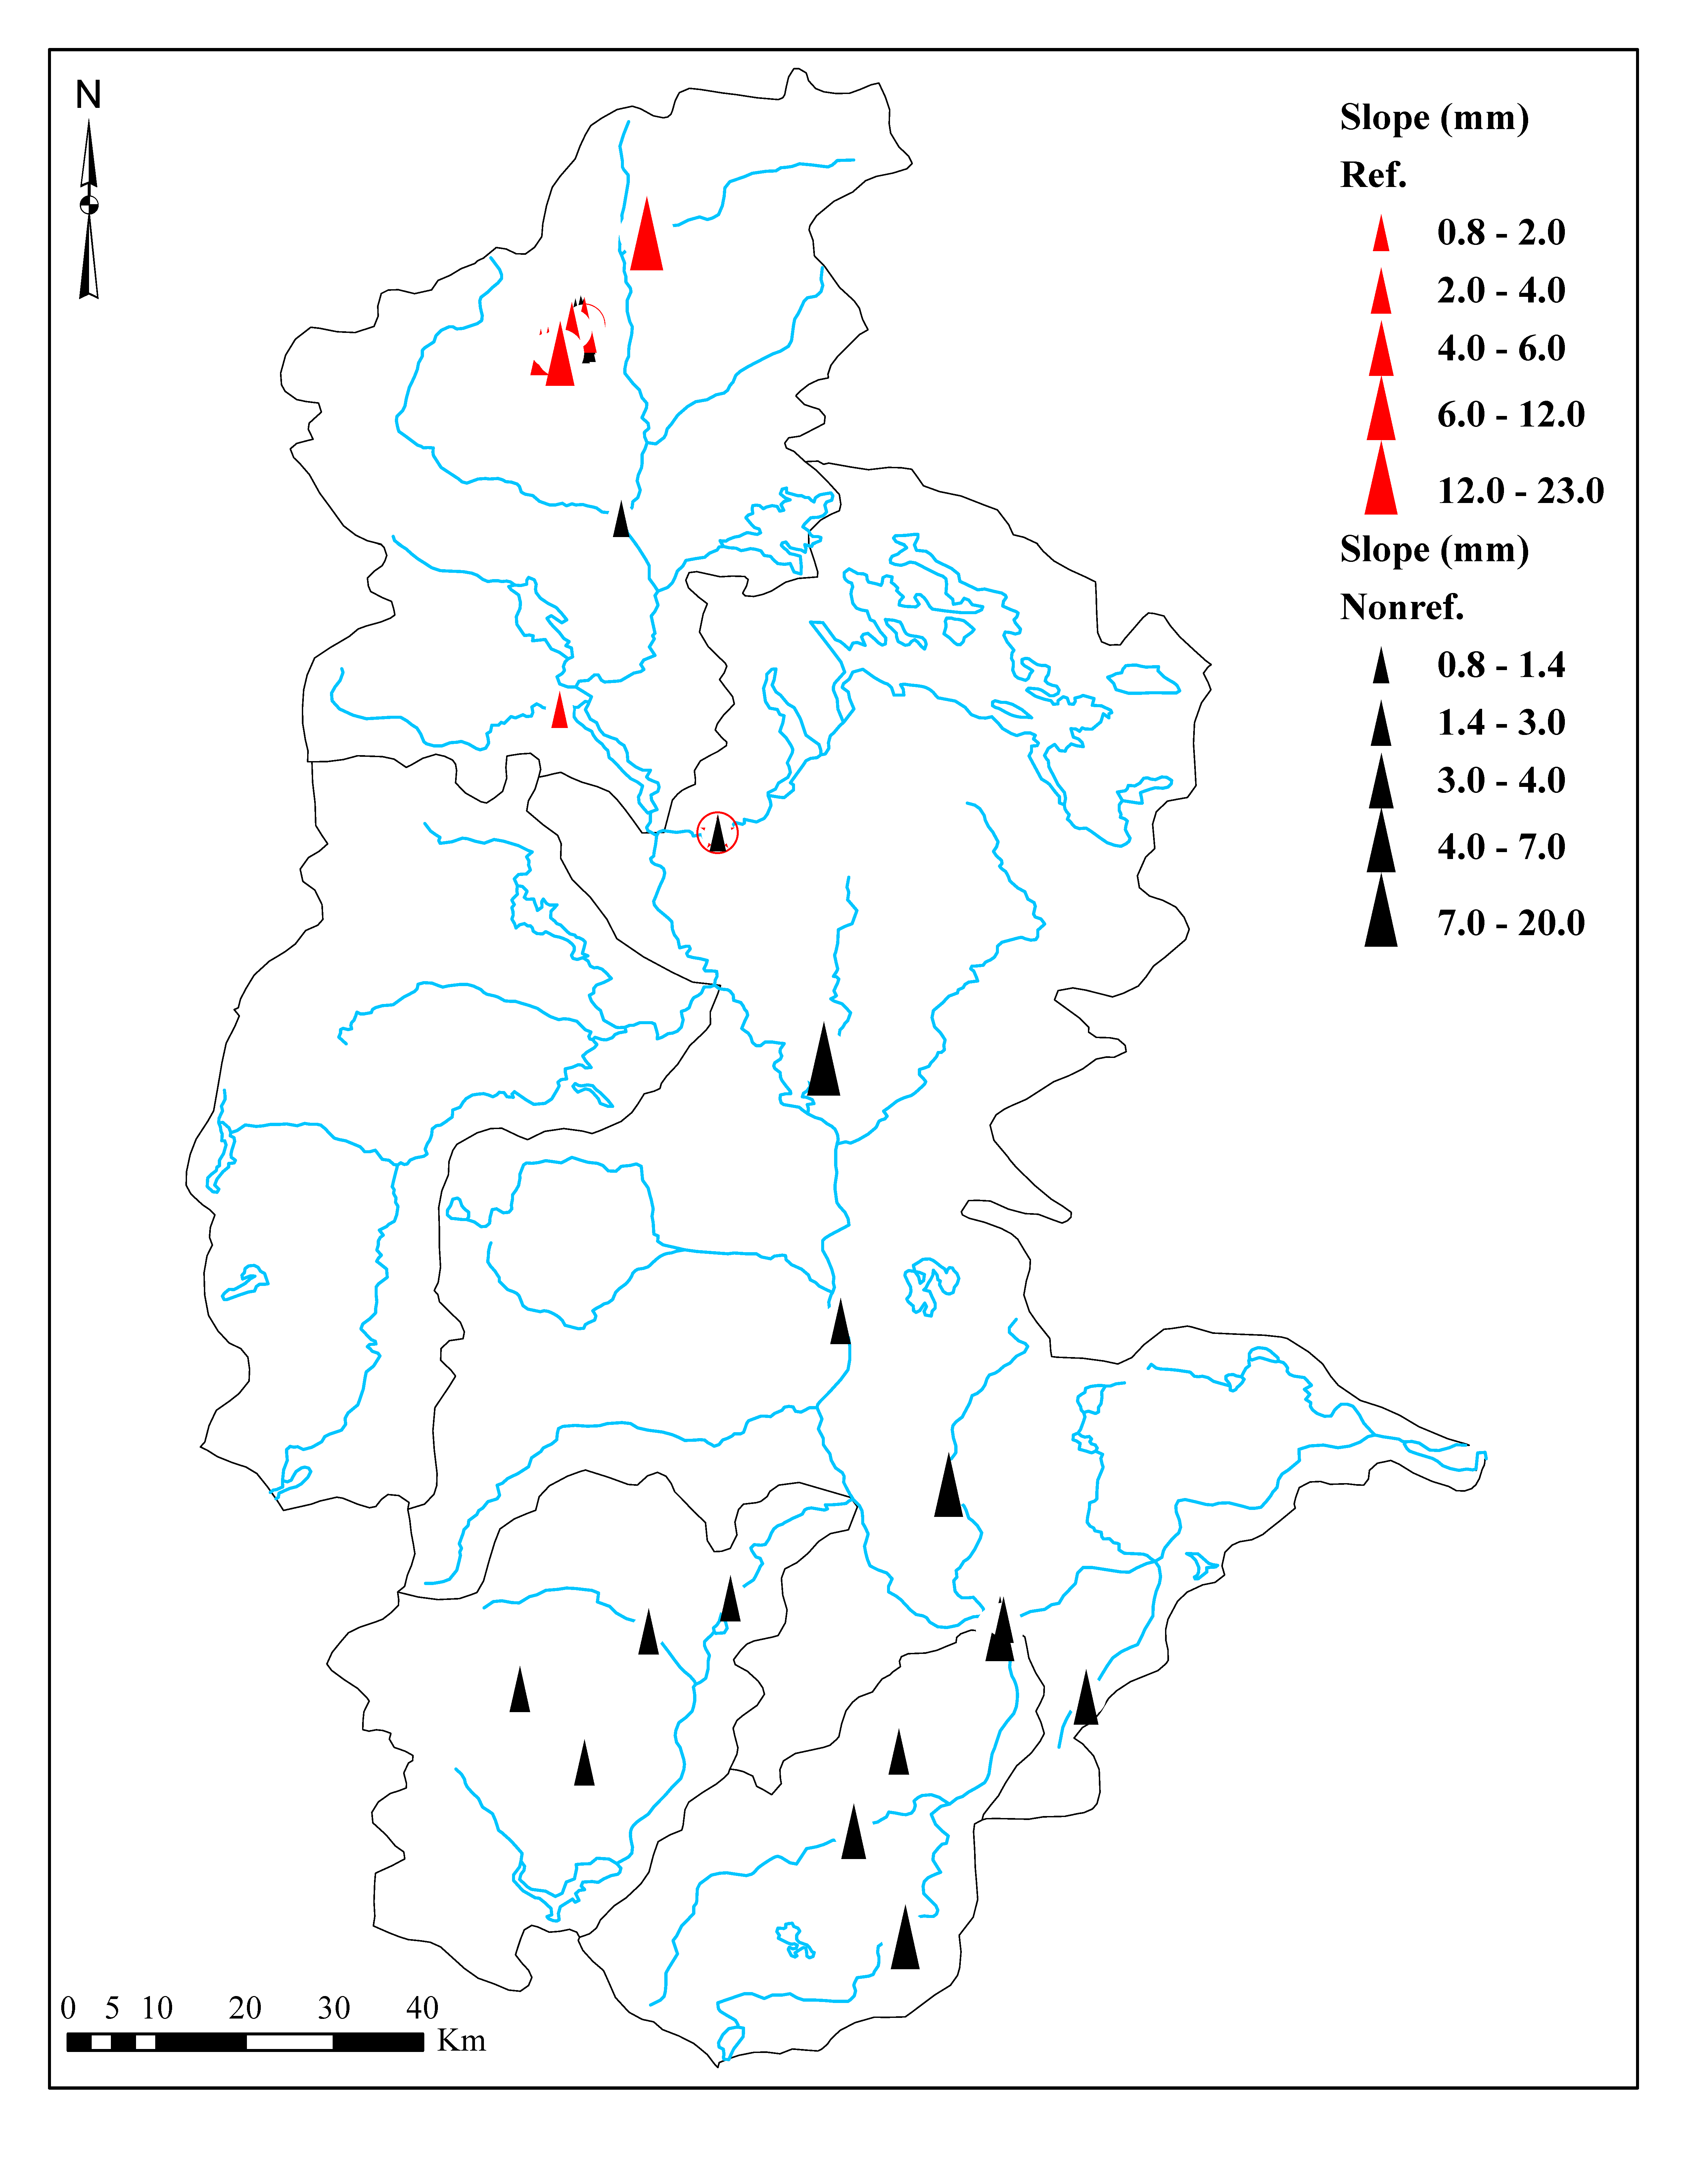 N
Slope (mm)
Ref.
0.8 - 2.0
2.0 - 4.0
4.0 - 6.0
6.0 - 12.0
12.0 - 23.0
Slope (mm)
Nonref.
0.8 - 1.4
1.4 - 3.0
3.0 - 4.0
4.0 - 7.0
7.0 - 20.0
0 5 10 20 30 40
Km